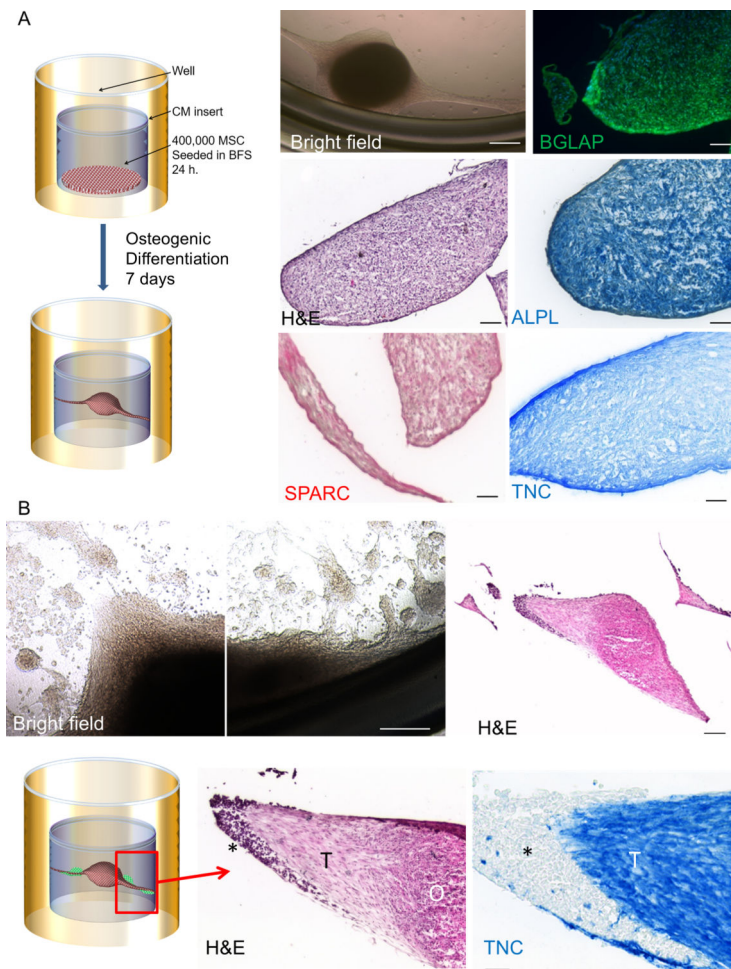 A
Well
CM insert
400,000 MSC
Seeded in BFS
24 h.
Osteogenic
Differentiation
7 days
Bright field
BGLAP
H&E
ALPL
SPARC
TNC
B
Bright field
H&E
*
T
O
H&E
*
T
TNC